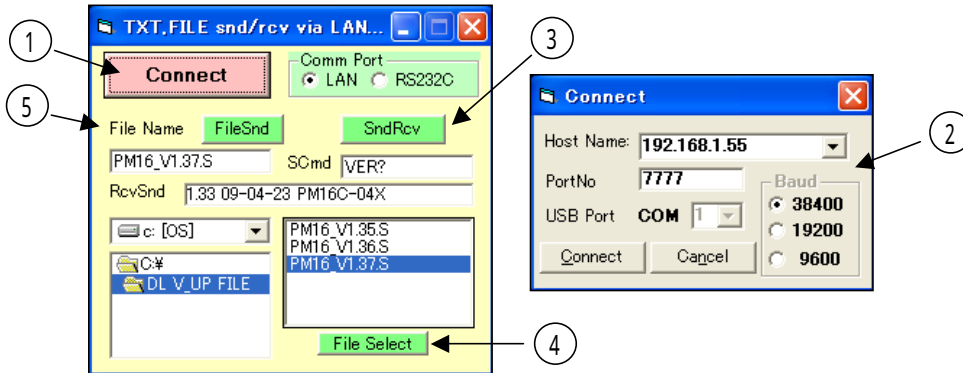 TXT,FILE snd/rcv via LAN...
1
Connect
Comm Port
LAN RS232C
3
5
File Name FileSnd SndRcv
PM16_V1.37.S SCmd VER?
RcvSnd 1.33 09-04-23 PM16C-04X
c: [OS]
C:¥
DL V_UP FILE
PM16_V1.35.S
PM16_V1.36.S
PM16_V1.37.S
File Select
4
Connect
Host Name: 192.168.1.55
2
PortNo 7777
USB Port COM 1
Baud
38400
19200
9600
Connect Cancel